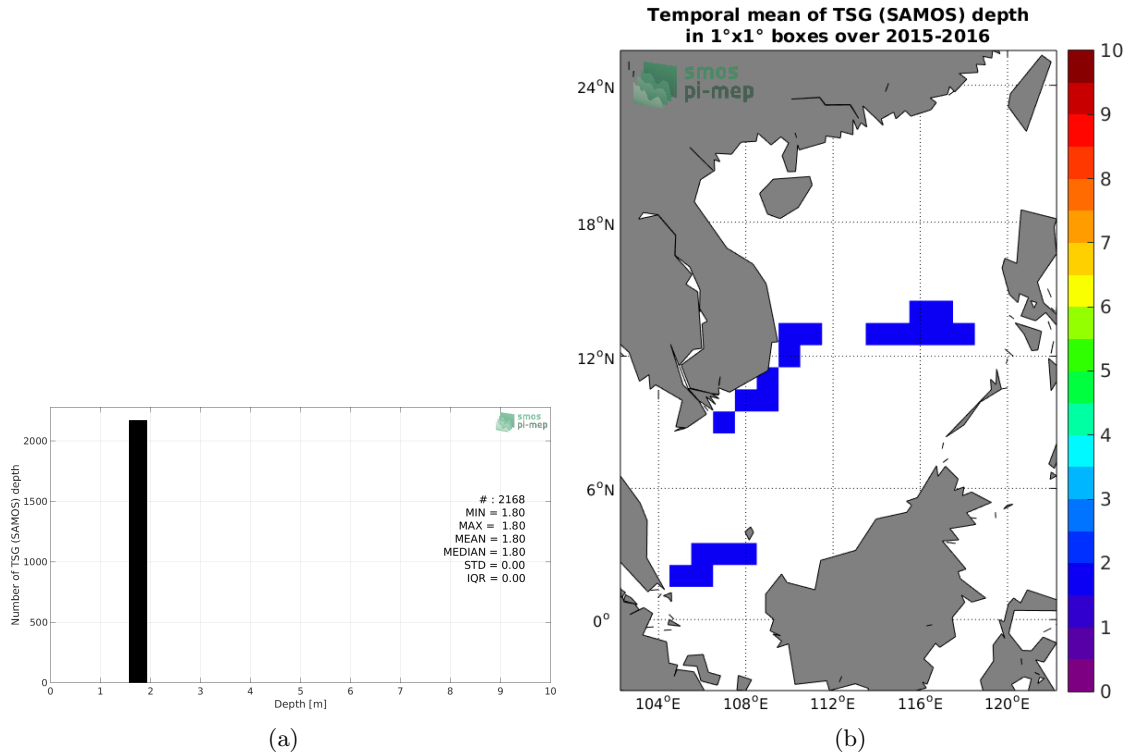 smos
pi-mep
2000
1500
1000
500
0
Number of TSG (SAMOS) depth
# : 2168
MIN = 1.80
MAX = 1.80
MEAN = 1.80
MEDIAN = 1.80
STD = 0.00
IQR = 0.00
0 1 2 3 4 5 6 7 8 9 10
Depth [m]
(a)
Temporal mean of TSG (SAMOS) depth
in 1°x1° boxes over 2015-2016
smos
pi-mep
24°N
18°N
12°N
6°N
0°
104°E 108°E 112°E 116°E 120°E
10
9
8
7
6
5
4
3
2
1
0
(b)